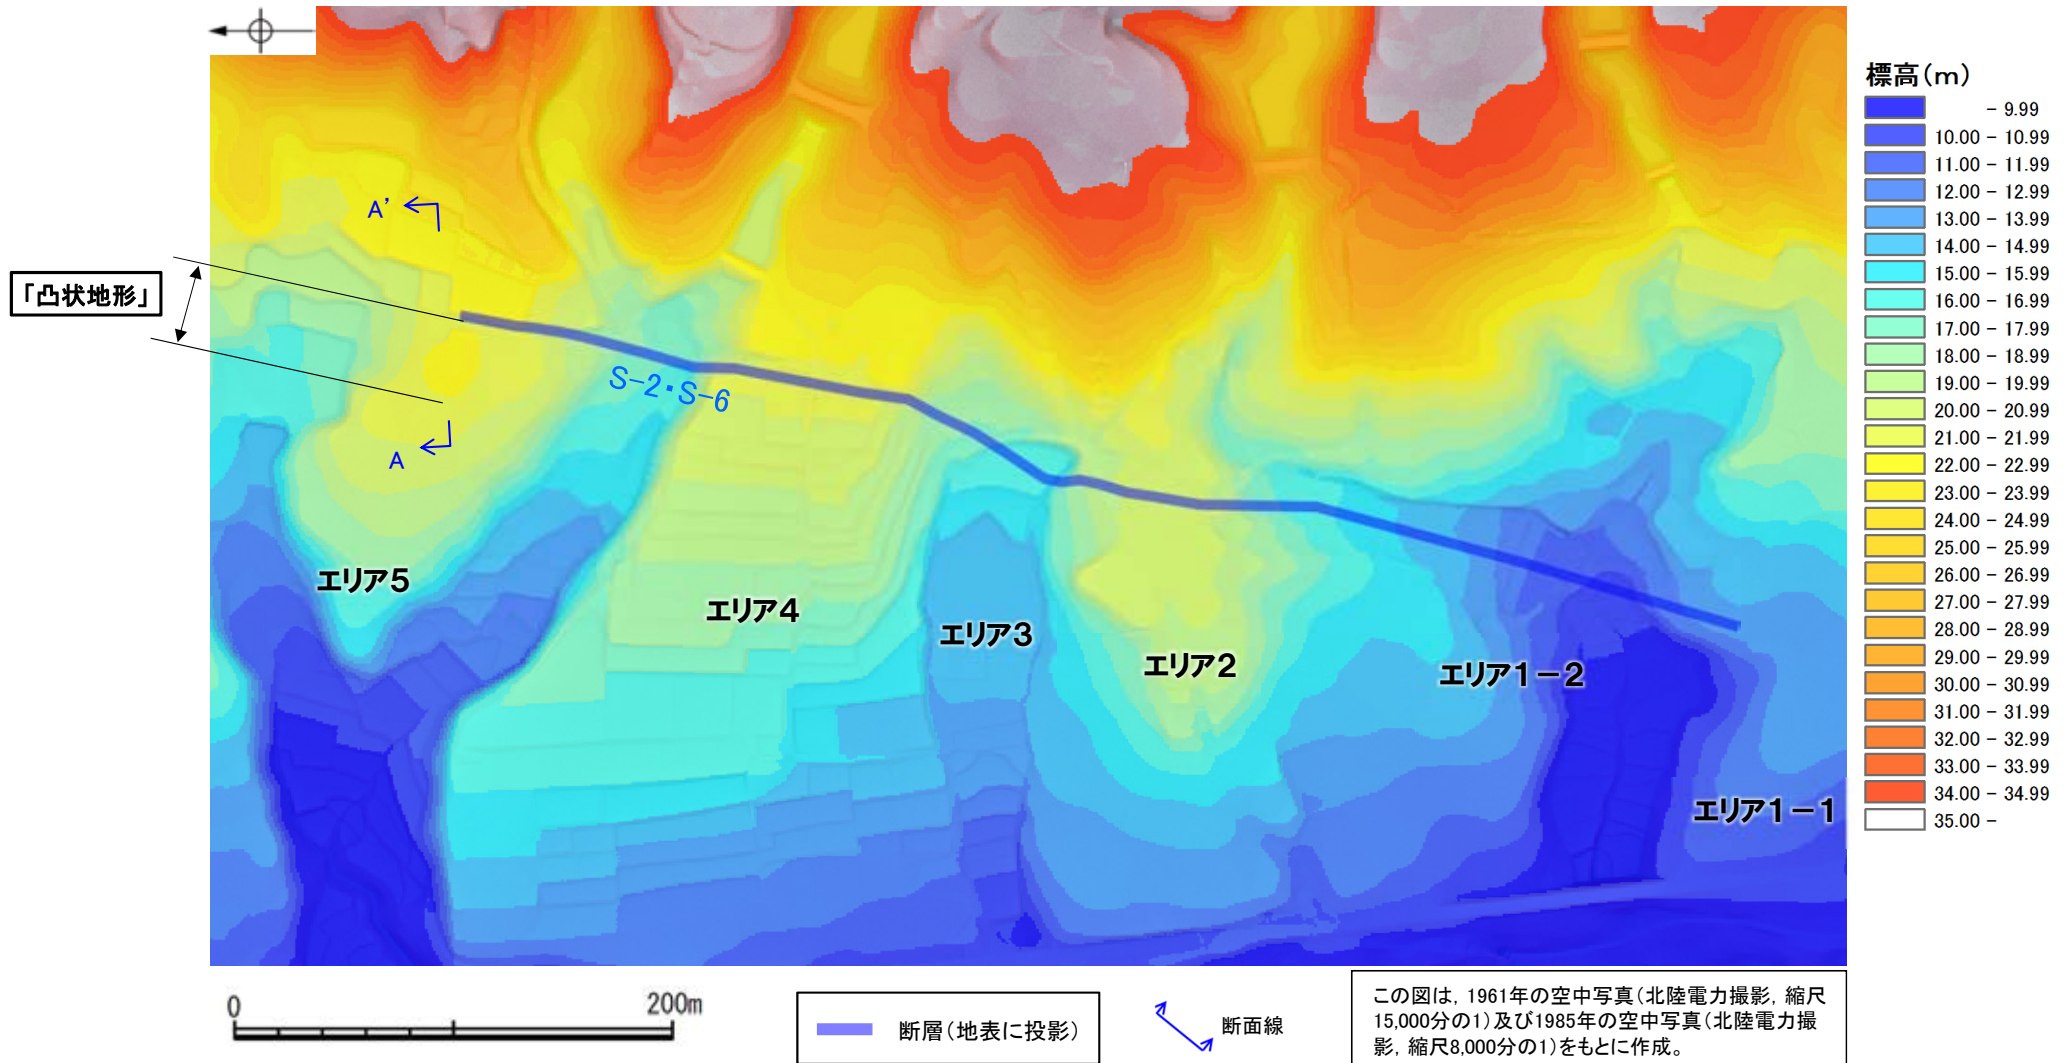 標高(m)
- 9.99
10.00 - 10.99
11.00 - 11.99
12.00 - 12.99
13.00 - 13.99
14.00 - 14.99
15.00 - 15.99
16.00 - 16.99
17.00 - 17.99
18.00 - 18.99
19.00 - 19.99
20.00 - 20.99
21.00 - 21.99
22.00 - 22.99
23.00 - 23.99
24.00 - 24.99
25.00 - 25.99
26.00 - 26.99
27.00 - 27.99
28.00 - 28.99
29.00 - 29.99
30.00 - 30.99
31.00 - 31.99
32.00 - 32.99
33.00 - 33.99
34.00 - 34.99
35.00 -
A'
「凸状地形」
S-2・S-6
A
エリア5
エリア4
エリア3
エリア2
エリア1-2
エリア1-1
0 200m
断層(地表に投影)
断面線
この図は,1961年の空中写真(北陸電力撮影,縮尺
15,000分の1)及び1985年の空中写真(北陸電力撮
影,縮尺8,000分の1)をもとに作成。